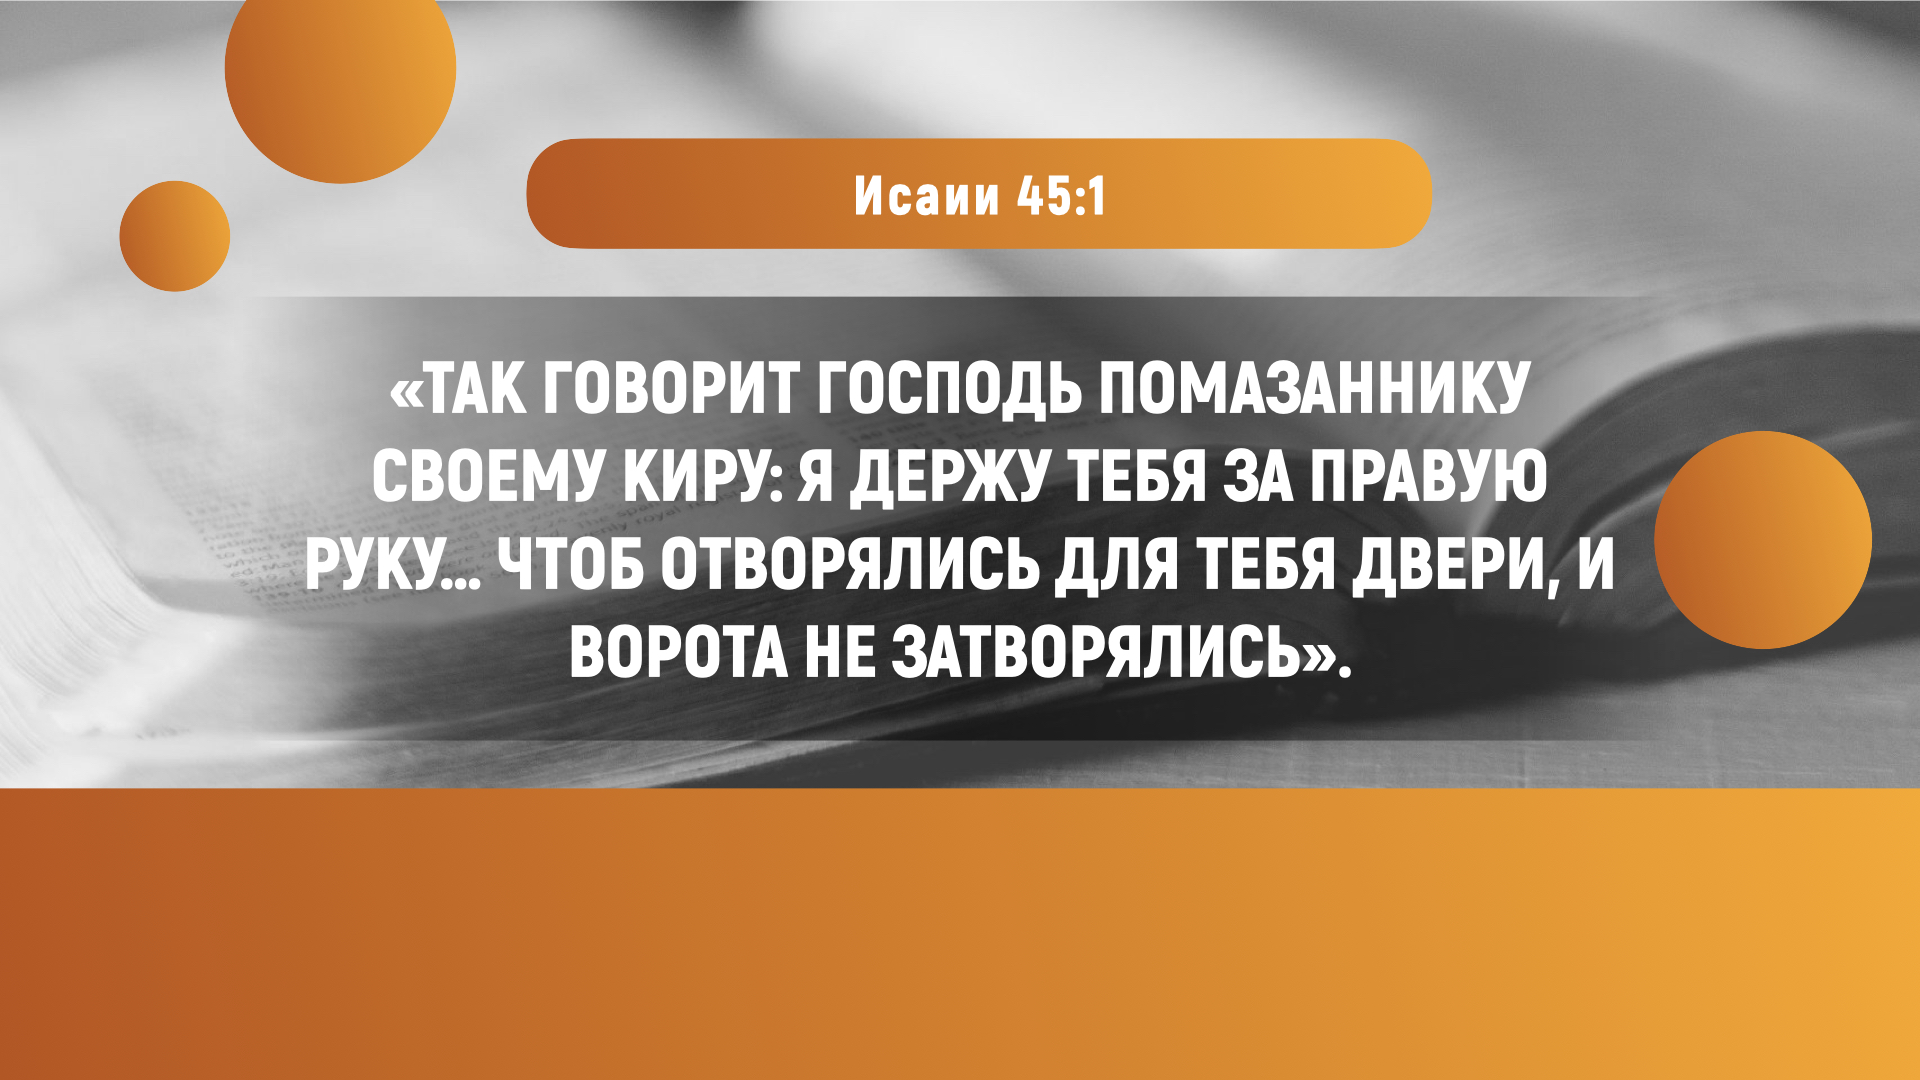 Исаии 45:1
«ТАК ГОВОРИТ ГОСПОДЬ ПОМАЗАННИКУ
СВОЕМУ КИРУ: Я ДЕРЖУ ТЕБЯ ЗА ПРАВУЮ
РУКУ... ЧТОБ ОТВОРЯЛИСЬ ДЛЯ ТЕБЯ ДВЕРИ, И
ВОРОТА НЕ ЗАТВОРЯЛИСЬ».